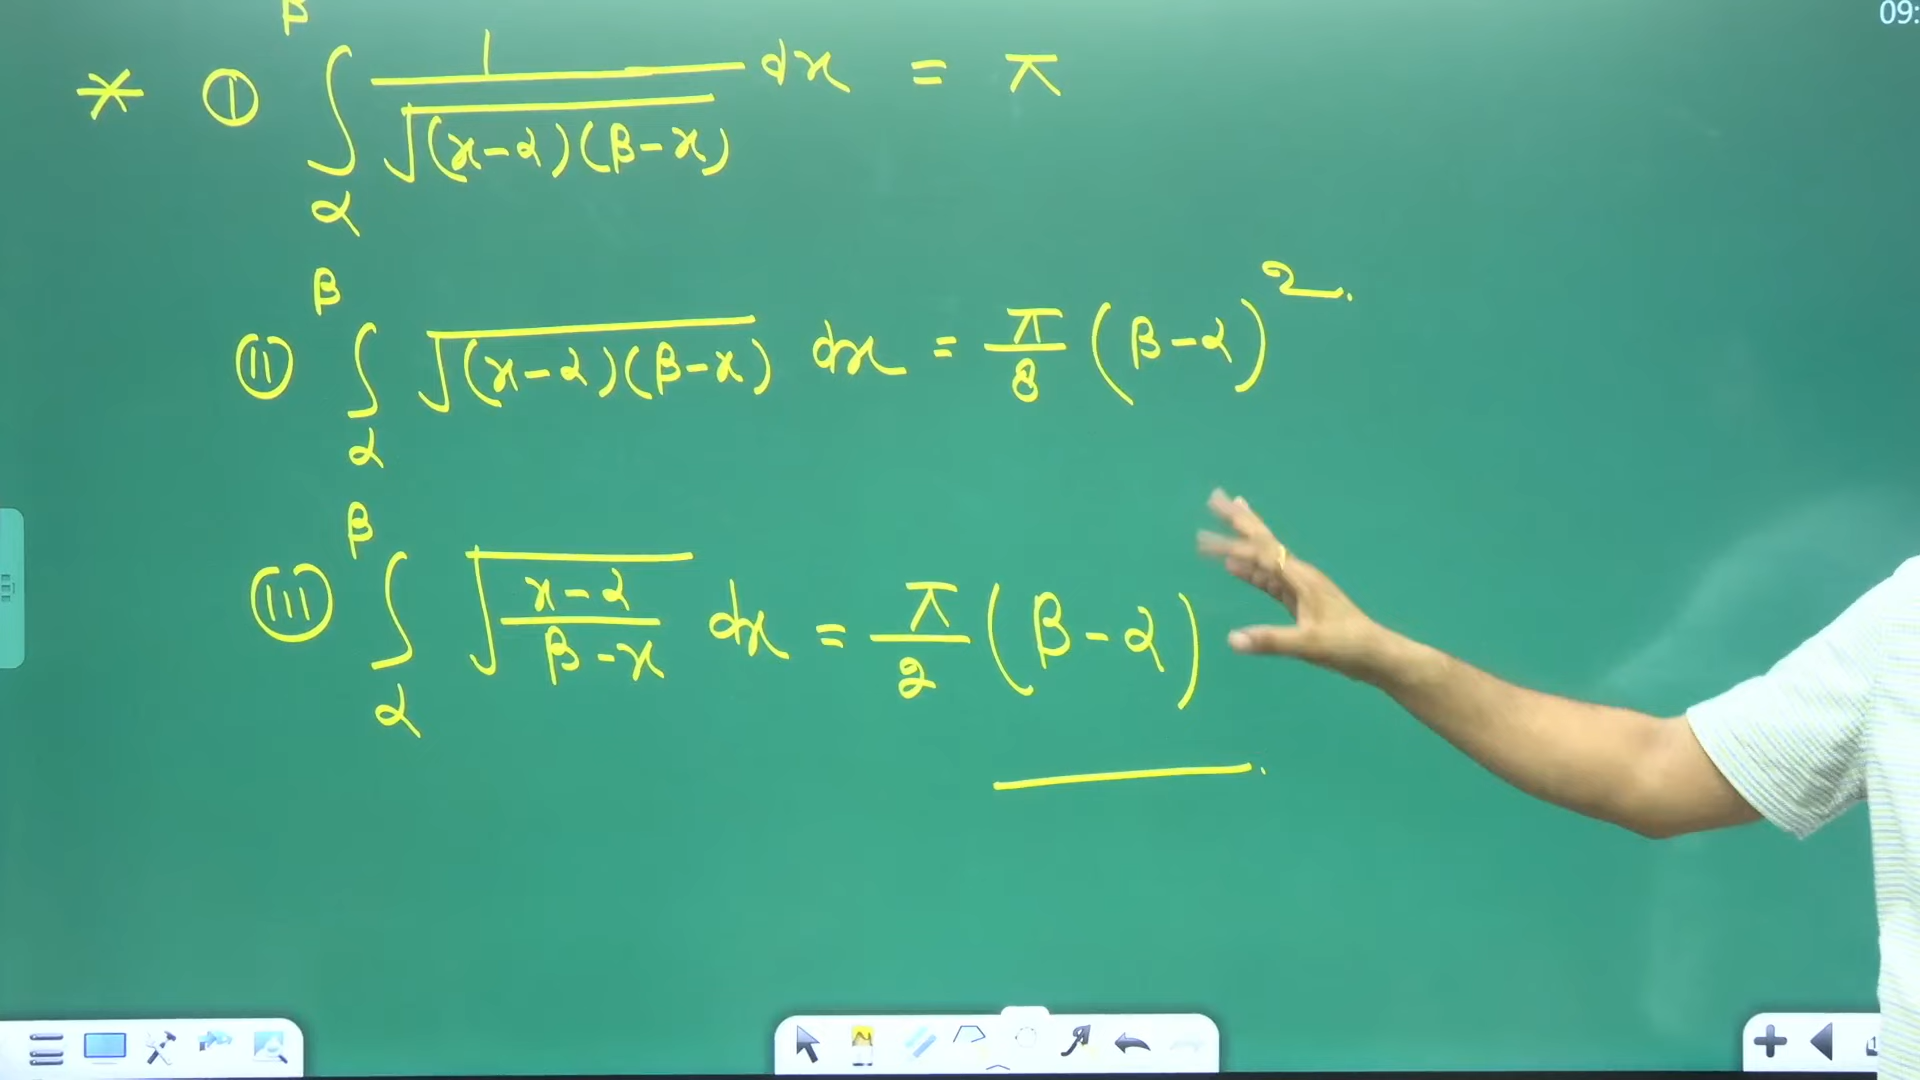 09:
* ① ∫_α^β 1/√((x-α)(β-x)) dx = π
ⓘⓘ ∫_α^β √((x-α)(β-x)) dx = π/8 (β-α)^2.
ⓘⓘⓘ ∫_α^β √((x-α)/(β-x)) dx = π/2 (β-α)